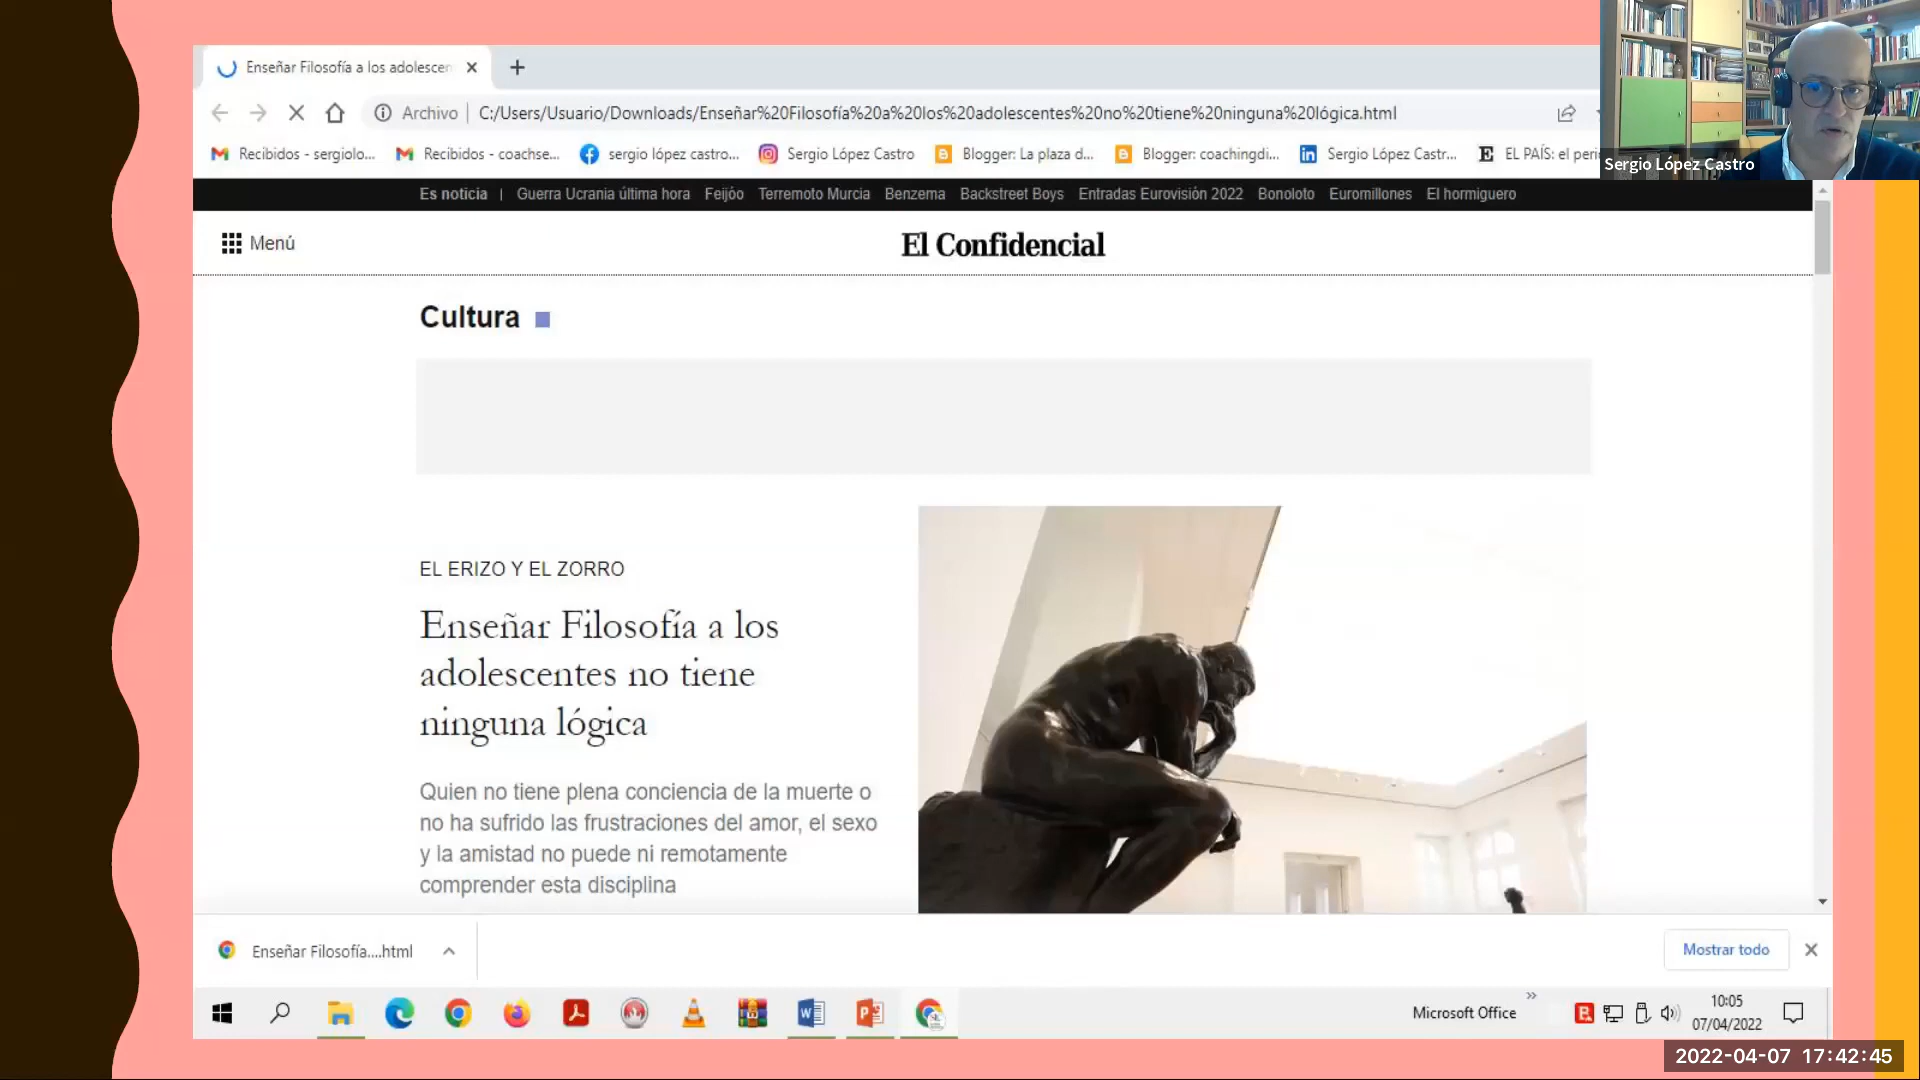 Enseñar Filosofía a los adolescen
Archivo
C:/Users/Usuario/Downloads/Enseñar%20Filosofía%20a%20los%20adolescentes%20no%20tiene%20ninguna%20lógica.html
Recibidos - sergiolo... Recibidos - coachse... sergio lópez castro... Sergio López Castro Blogger: La plaza d... Blogger: coachingdi... Sergio López Castr... EL PAÍS: el peri
Sergio López Castro
Es noticia | Guerra Ucrania última hora Feijóo Terremoto Murcia Benzema Backstreet Boys Entradas Eurovisión 2022 Bonoloto Euromillones El hormiguero
Menú
El Confidencial
Cultura
EL ERIZO Y EL ZORRO
Enseñar Filosofía a los
adolescentes no tiene
ninguna lógica
Quien no tiene plena conciencia de la muerte o
no ha sufrido las frustraciones del amor, el sexo
y la amistad no puede ni remotamente
comprender esta disciplina
Enseñar Filosofía....html
Mostrar todo
Microsoft Office
10:05
07/04/2022
2022-04-07 17:42:45